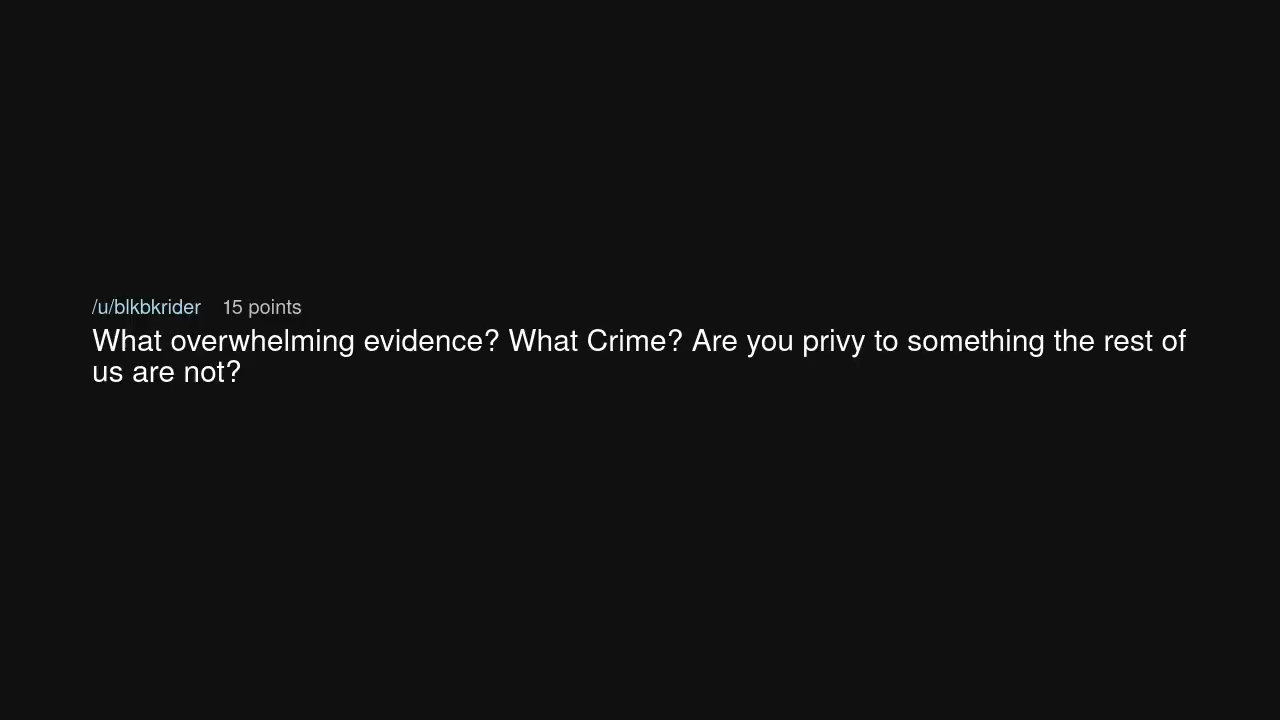 /u/blkbkrider 15 points
What overwhelming evidence? What Crime? Are you privy to something the rest of
us are not?